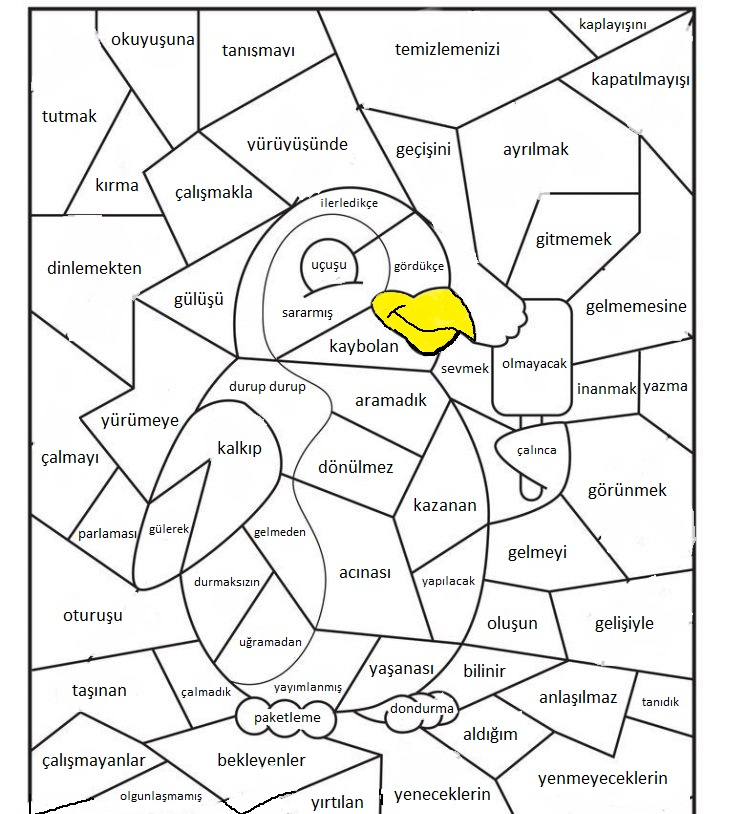 kaplayışını
okuyuşuna
tanışmayı
temizlemenizi
kapatılmayışı
tutmak
yürüyüşünde
geçişini
ayrılmak
kırma
çalışmakla
ilerledikçe
gitmemek
dinlemekten
uçuşu
gördükçe
gülüşü
sararmış
gelmemesine
kaybolan
olmayacak
sevmek
durup durup
inanmak
yazma
aramadık
yürümeye
kalkıp
çalınca
çalmayı
dönülmez
görünmek
kazanan
parlaması
gülerek
gelmeden
gelmeyi
acınası
durmaksızın
yapılacak
oturuşu
oluşun
gelişiyle
uğramadan
yaşanası
bilinir
taşınan
çalmadık
yayımlanmış
anlaşılmaz
tanıdık
paketleme
dondurma
aldığım
çalışmayanlar
bekleyenler
yenmeyeceklerin
olgunlaşmamış
yırtılan
yeneceklerin